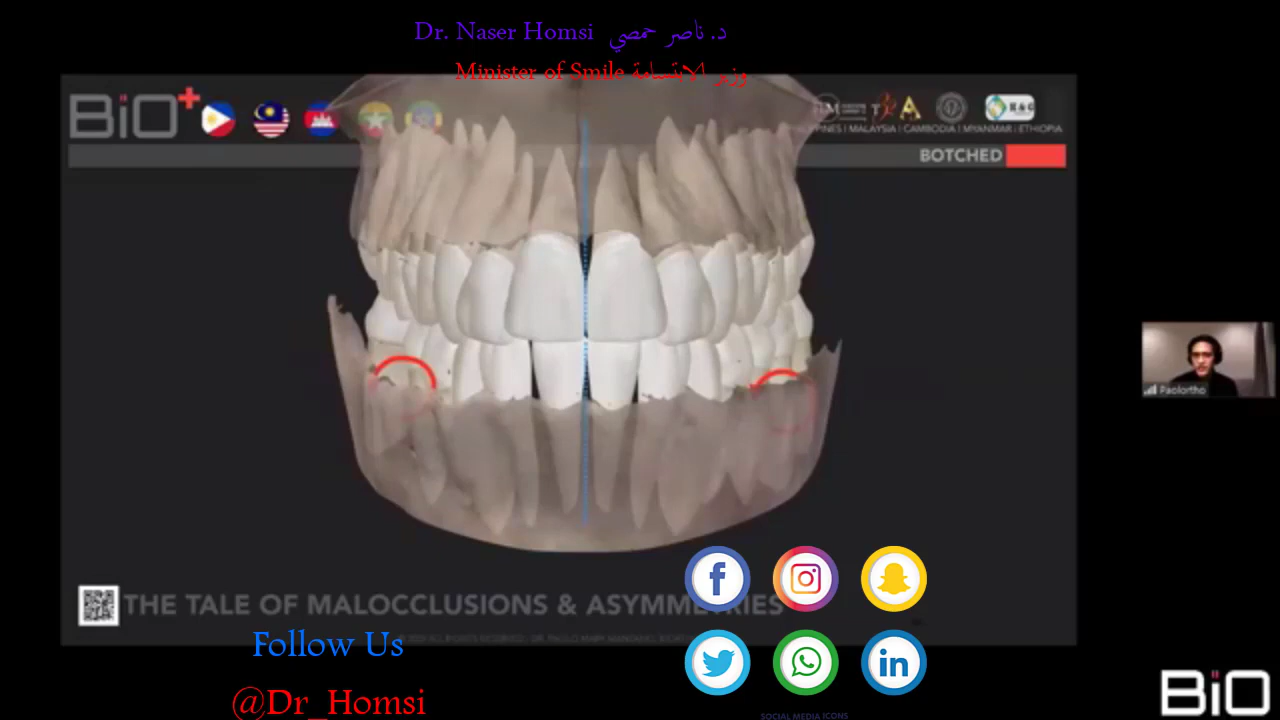 Dr. Naser Homsi د. ناصر حمصي
Minister of Smile وزير الابتسامة
BiO+
PINES | MALAYSIA | CAMBODIA | MYANMAR | ETHIOPIA
BOTCHED
Paolortho
THE TALE OF MALOCCLUSIONS & ASYMMETRIES
Follow Us
@Dr_Homsi
SOCIAL MEDIA ICONS
BiO